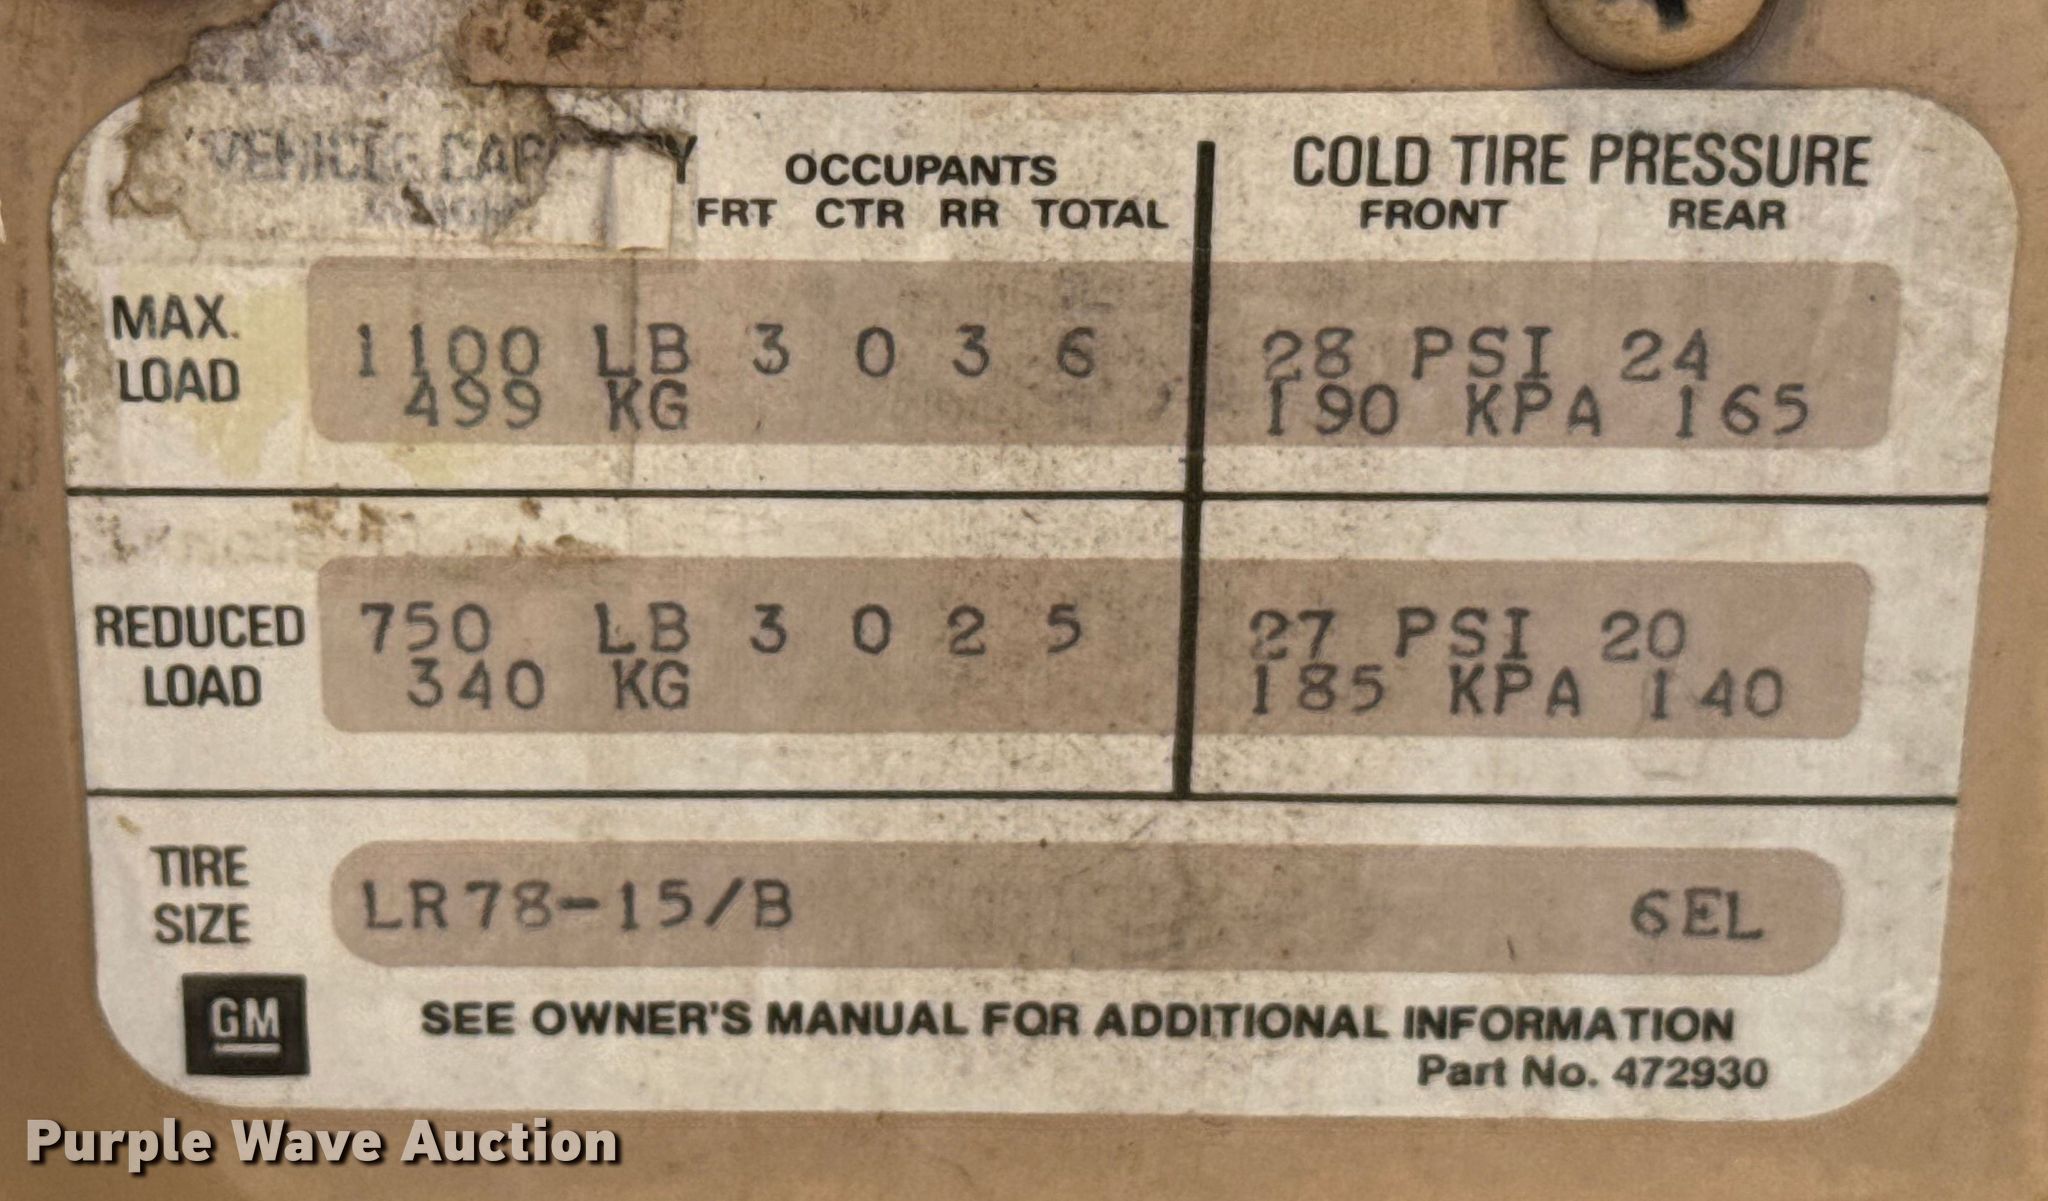 VEHICLE CAPACITY
OCCUPANTS
FRT CTR RR TOTAL
COLD TIRE PRESSURE
FRONT REAR
MAX. LOAD
1100 LB 3 0 3 6 28 PSI 24
499 KG 190 KPA 165
REDUCED LOAD
750 LB 3 0 2 5 27 PSI 20
340 KG 185 KPA 140
TIRE SIZE
LR78-15/B 6EL
GM
SEE OWNER'S MANUAL FOR ADDITIONAL INFORMATION
Part No. 472930
Purple Wave Auction